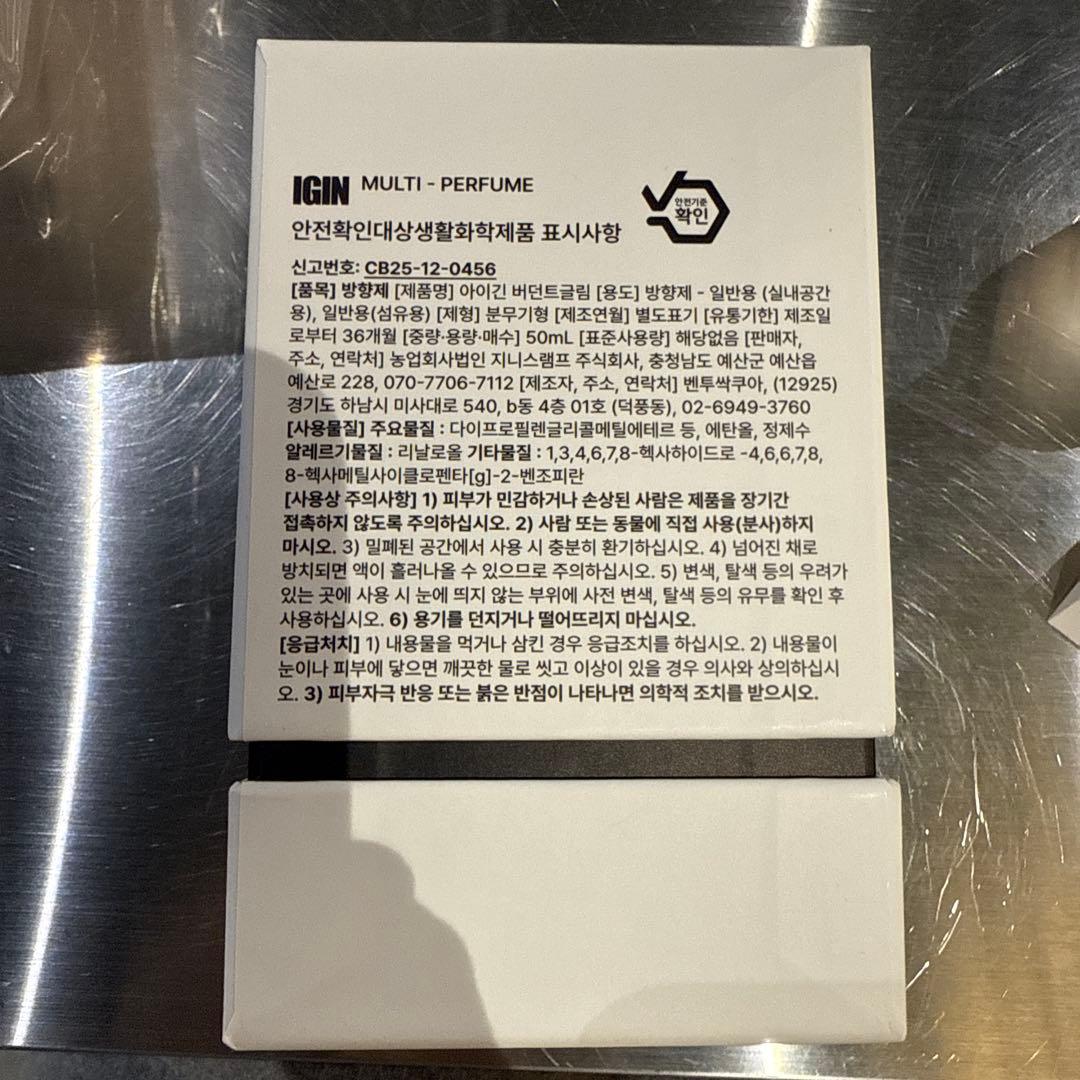 IGIN MULTI - PERFUME
안전기준
확인
안전확인대상생활화학제품 표시사항
신고번호: CB25-12-0456
[품목] 방향제 [제품명] 아이긴 버던트글림 [용도] 방향제 - 일반용 (실내공간
용), 일반용(섬유용) [제형] 분무기형 [제조연월] 별도표기 [유통기한] 제조일
로부터 36개월 [중량·용량·매수] 50mL [표준사용량] 해당없음 [판매자,
주소, 연락처] 농업회사법인 지니스램프 주식회사, 충청남도 예산군 예산읍
예산로 228, 070-7706-7112 [제조자, 주소, 연락처] 벤투싹쿠아, (12925)
경기도 하남시 미사대로 540, b동 4층 01호 (덕풍동), 02-6949-3760
[사용물질] 주요물질 : 다이프로필렌글리콜메틸에테르 등, 에탄올, 정제수
알레르기물질 : 리날로올 기타물질 : 1,3,4,6,7,8-헥사하이드로 -4,6,6,7,8,
8-헥사메틸사이클로펜타[g]-2-벤조피란
[사용상 주의사항] 1) 피부가 민감하거나 손상된 사람은 제품을 장기간
접촉하지 않도록 주의하십시오. 2) 사람 또는 동물에 직접 사용(분사)하지
마시오. 3) 밀폐된 공간에서 사용 시 충분히 환기하십시오. 4) 넘어진 채로
방치되면 액이 흘러나올 수 있으므로 주의하십시오. 5) 변색, 탈색 등의 우려가
있는 곳에 사용 시 눈에 띄지 않는 부위에 사전 변색, 탈색 등의 유무를 확인 후
사용하십시오. 6) 용기를 던지거나 떨어뜨리지 마십시오.
[응급처치] 1) 내용물을 먹거나 삼킨 경우 응급조치를 하십시오. 2) 내용물이
눈이나 피부에 닿으면 깨끗한 물로 씻고 이상이 있을 경우 의사와 상의하십시
오. 3) 피부자극 반응 또는 붉은 반점이 나타나면 의학적 조치를 받으시오.